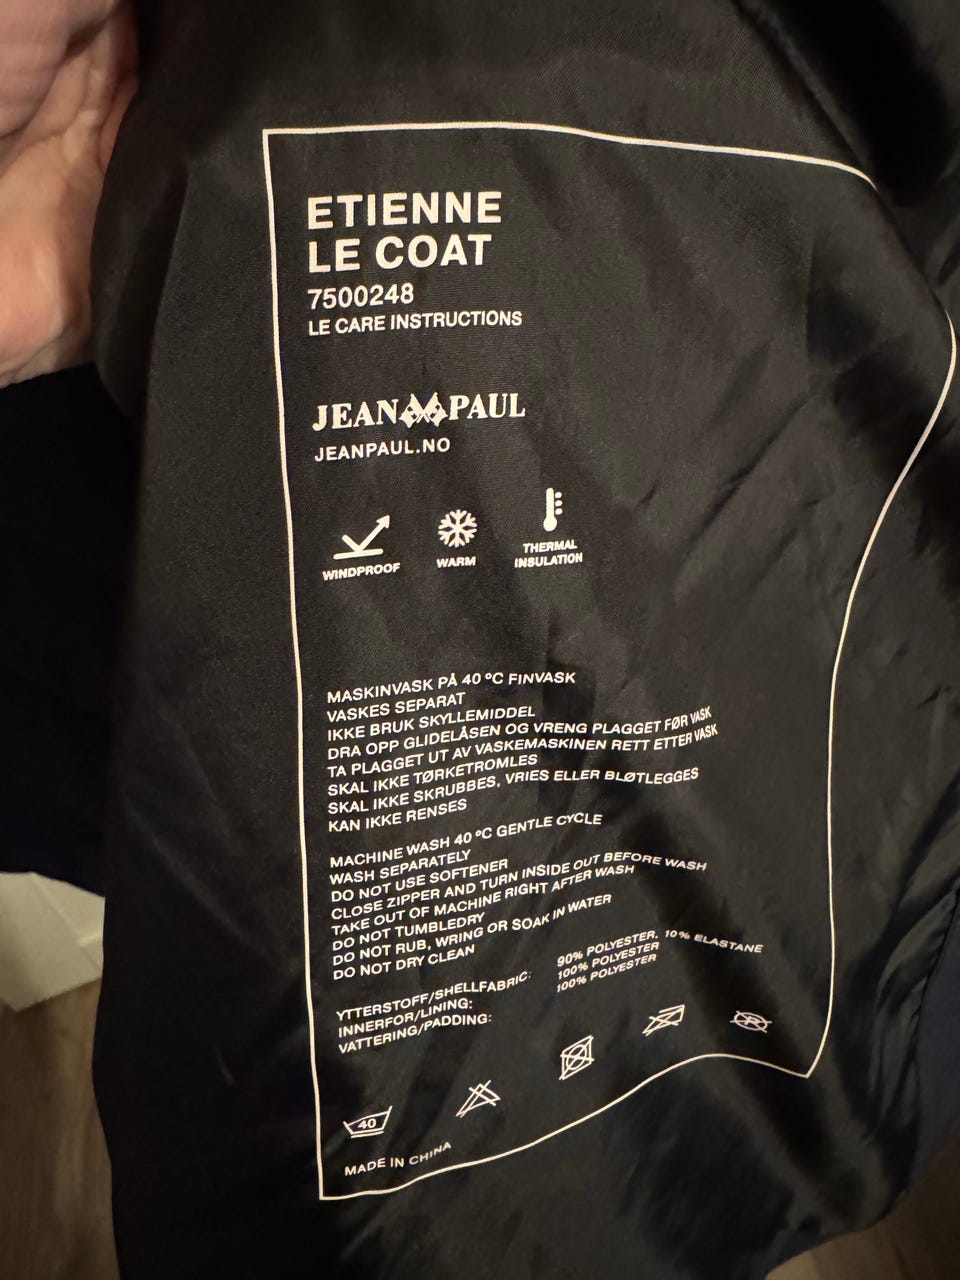 ETIENNE
LE COAT
7500248
LE CARE INSTRUCTIONS
JEAN PAUL
JEANPAUL.NO
WINDPROOF
WARM
THERMAL
INSULATION
MASKINVASK PÅ 40 ºC FINVASK
VASKES SEPARAT
IKKE BRUK SKYLLEMIDDEL
DRA OPP GLIDELÅSEN OG VRENG PLAGGET FØR VASK
TA PLAGGET UT AV VASKEMASKINEN RETT ETTER VASK
SKAL IKKE TØRKETROMLES
SKAL IKKE SKRUBBES, VRIES ELLER BLØTLEGGES
KAN IKKE RENSES
MACHINE WASH 40 ºC GENTLE CYCLE
WASH SEPARATELY
DO NOT USE SOFTENER
CLOSE ZIPPER AND TURN INSIDE OUT BEFORE WASH
TAKE OUT OF MACHINE RIGHT AFTER WASH
DO NOT TUMBLEDRY
DO NOT RUB, WRING OR SOAK IN WATER
DO NOT DRY CLEAN
YTTERSTOFF/SHELLFABRIC: 90% POLYESTER, 10% ELASTANE
INNERFOR/LINING: 100% POLYESTER
VATTERING/PADDING: 100% POLYESTER
40
P
MADE IN CHINA